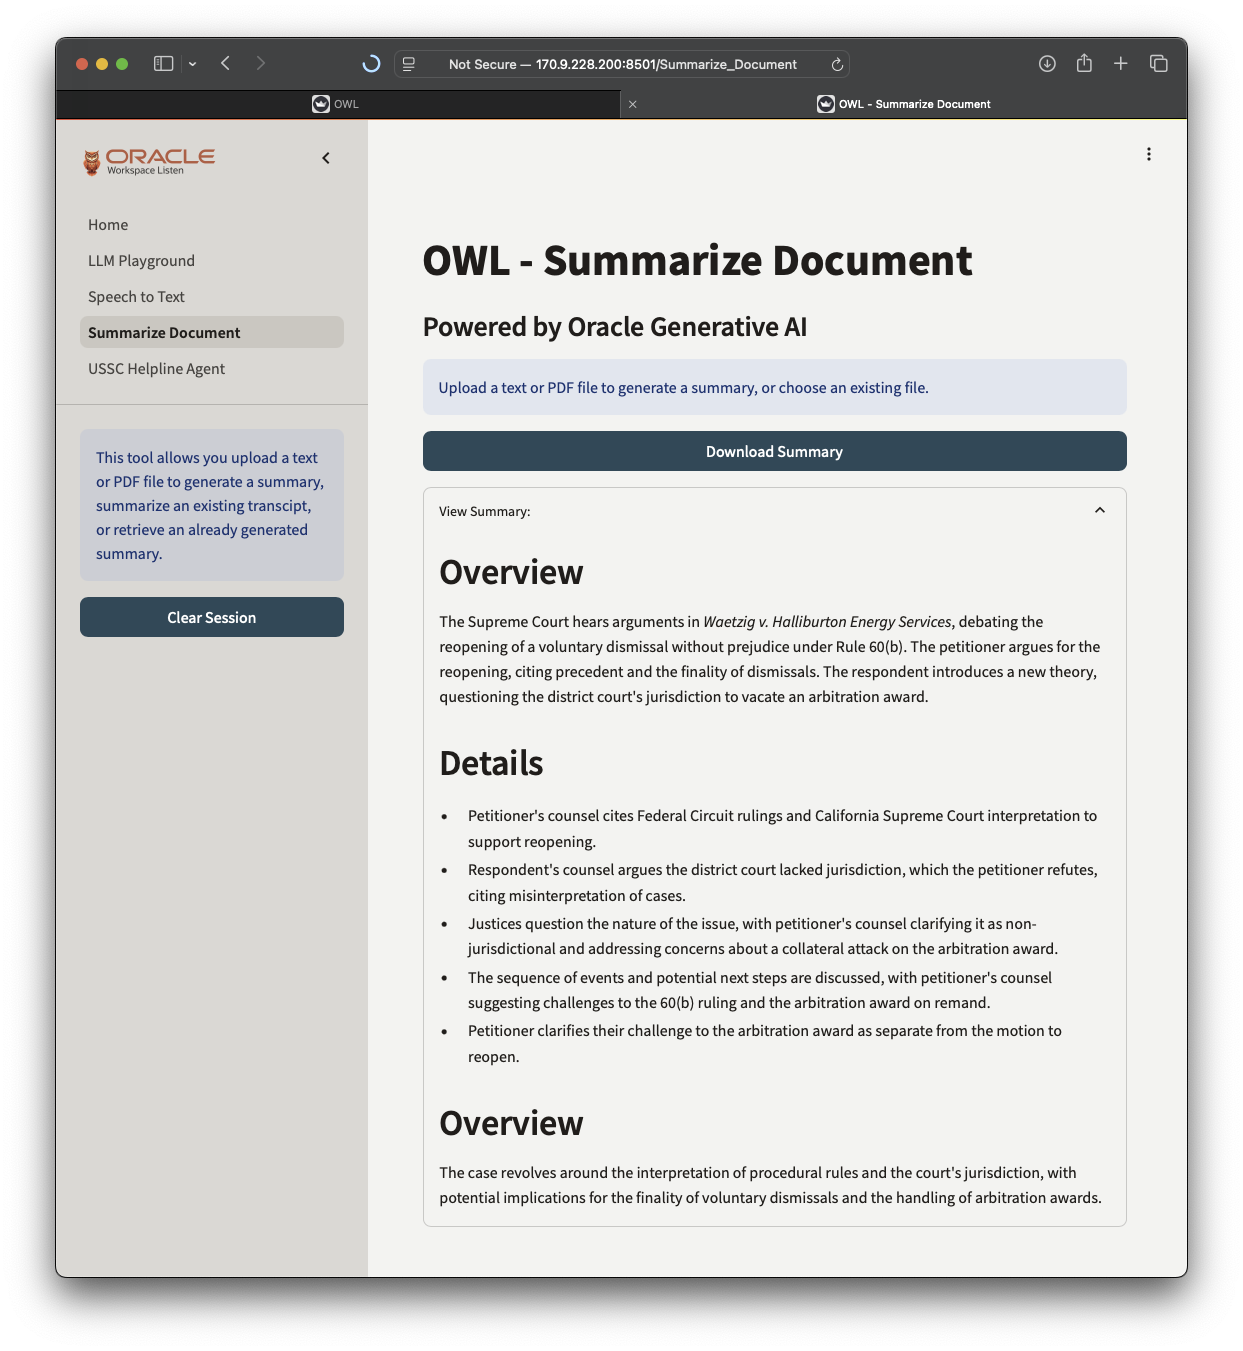 Not Secure — 170.9.228.200:8501/Summarize_Document
OWL
OWL - Summarize Document
ORACLE
Workspace Listen
Home
LLM Playground
Speech to Text
Summarize Document
USSC Helpline Agent
This tool allows you upload a text
or PDF file to generate a summary,
summarize an existing transcipt,
or retrieve an already generated
summary.
Clear Session
OWL - Summarize Document
Powered by Oracle Generative AI
Upload a text or PDF file to generate a summary, or choose an existing file.
Download Summary
View Summary:
Overview
The Supreme Court hears arguments in Waetzig v. Halliburton Energy Services, debating the
reopening of a voluntary dismissal without prejudice under Rule 60(b). The petitioner argues for the
reopening, citing precedent and the finality of dismissals. The respondent introduces a new theory,
questioning the district court's jurisdiction to vacate an arbitration award.
Details
• Petitioner's counsel cites Federal Circuit rulings and California Supreme Court interpretation to
support reopening.
• Respondent's counsel argues the district court lacked jurisdiction, which the petitioner refutes,
citing misinterpretation of cases.
• Justices question the nature of the issue, with petitioner's counsel clarifying it as non-
jurisdictional and addressing concerns about a collateral attack on the arbitration award.
• The sequence of events and potential next steps are discussed, with petitioner's counsel
suggesting challenges to the 60(b) ruling and the arbitration award on remand.
• Petitioner clarifies their challenge to the arbitration award as separate from the motion to
reopen.
Overview
The case revolves around the interpretation of procedural rules and the court's jurisdiction, with
potential implications for the finality of voluntary dismissals and the handling of arbitration awards.